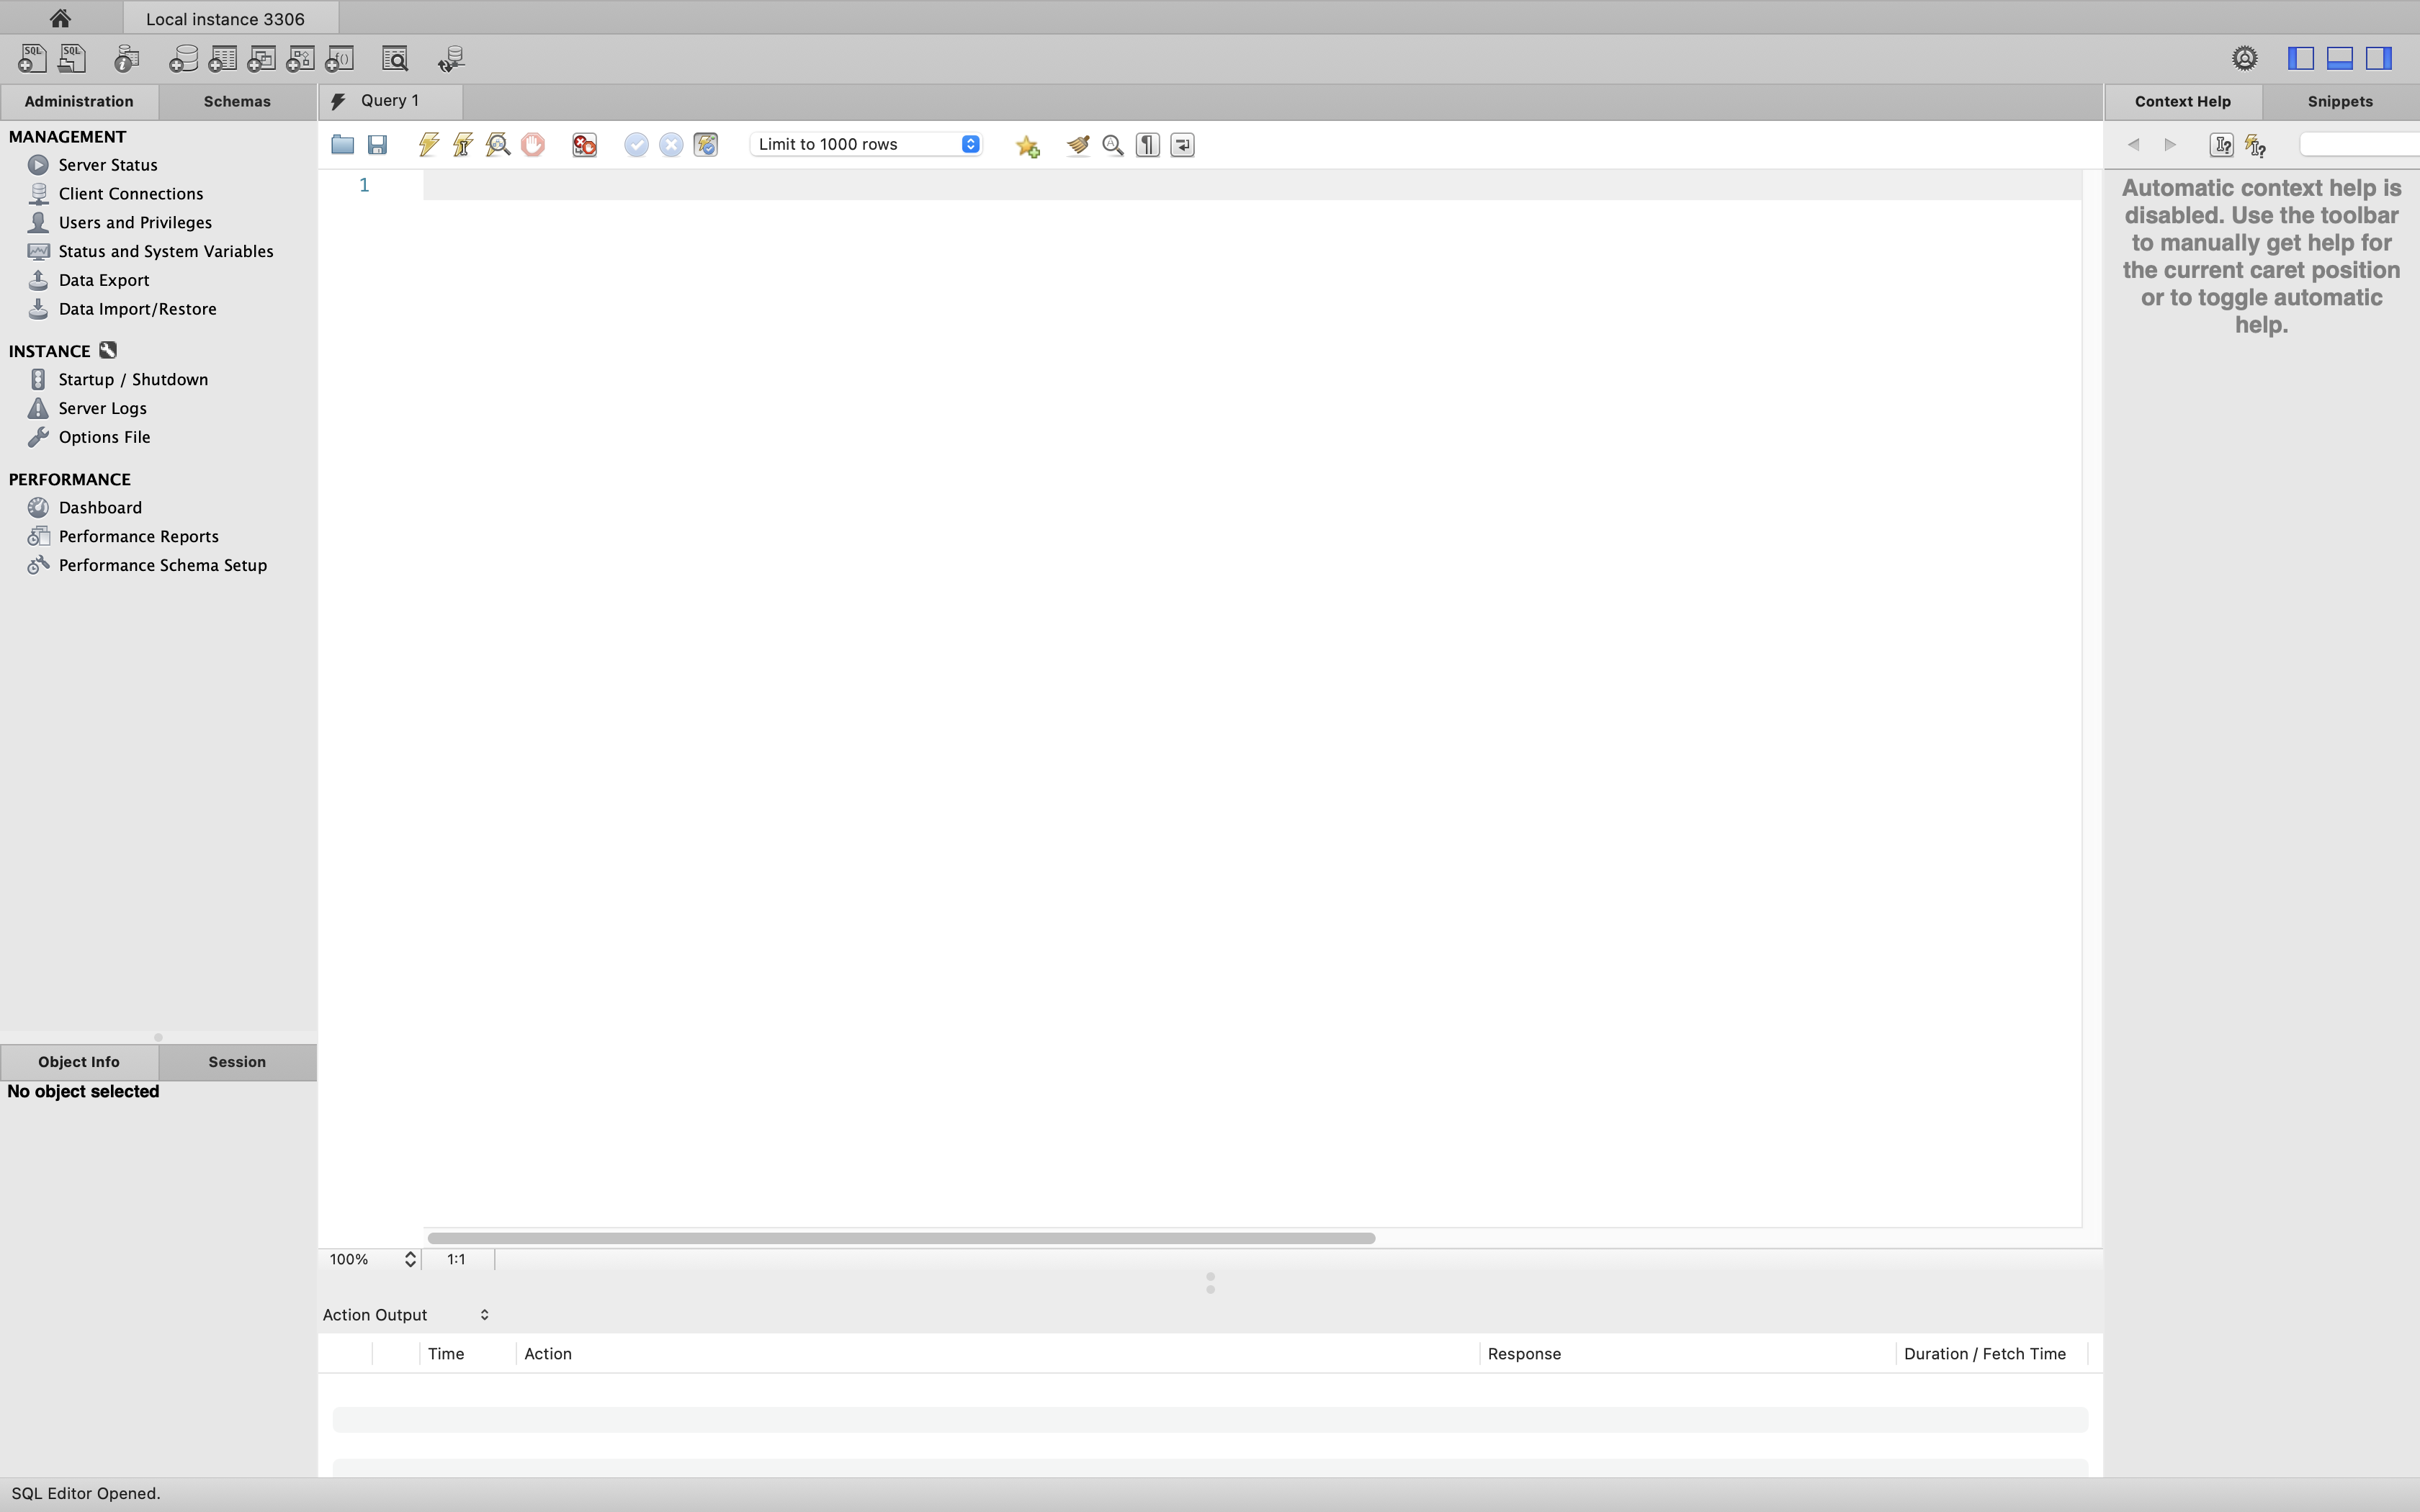 Local instance 3306
Administration
Schemas
MANAGEMENT
Server Status
Client Connections
Users and Privileges
Status and System Variables
Data Export
Data Import/Restore
INSTANCE
Startup / Shutdown
Server Logs
Options File
PERFORMANCE
Dashboard
Performance Reports
Performance Schema Setup
Object Info
Session
No object selected
Query 1
Limit to 1000 rows
1
100%
1:1
Action Output
Time
Action
Response
Duration / Fetch Time
Context Help
Snippets
Automatic context help is
disabled. Use the toolbar
to manually get help for
the current caret position
or to toggle automatic
help.
SQL Editor Opened.